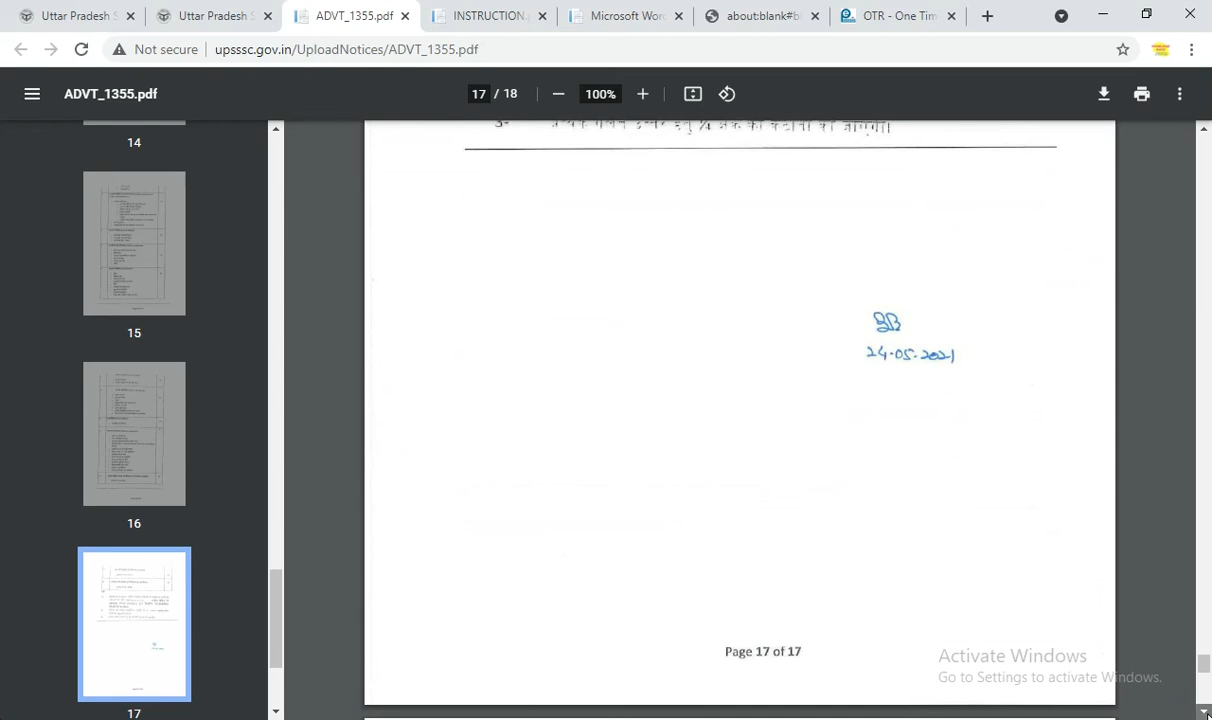 Uttar Pradesh S
Uttar Pradesh S
ADVT_1355.pdf
INSTRUCTION.
Microsoft Word
about:blank#b
OTR - One Tim
Not secure
upsssc.gov.in/UploadNotices/ADVT_1355.pdf
ADVT_1355.pdf
17 / 18
100%
14
15
16
17
24.05.2021
Page 17 of 17
Activate Windows
Go to Settings to activate Windows.